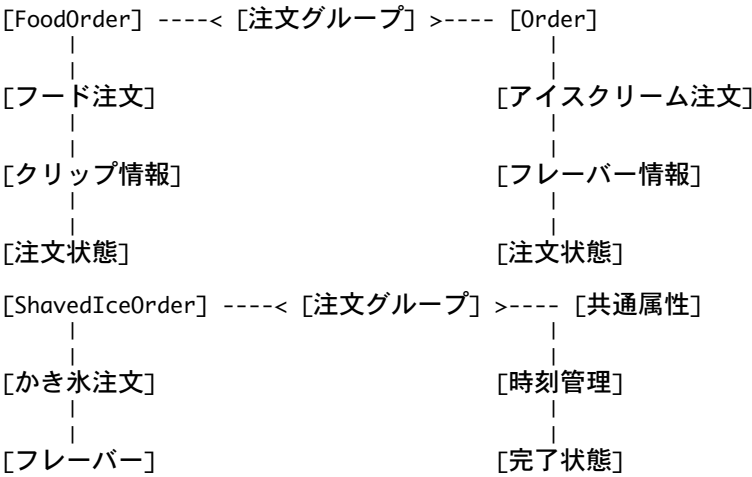 [FoodOrder] ----< [注文グループ] >---- [Order]
| |
| |
[フード注文] [アイスクリーム注文]
| |
| |
[クリップ情報] [フレーバー情報]
| |
| |
[注文状態] [注文状態]
[ShavedIceOrder] ----< [注文グループ] >---- [共通属性]
| |
| |
[かき氷注文] [時刻管理]
| |
| |
[フレーバー] [完了状態]